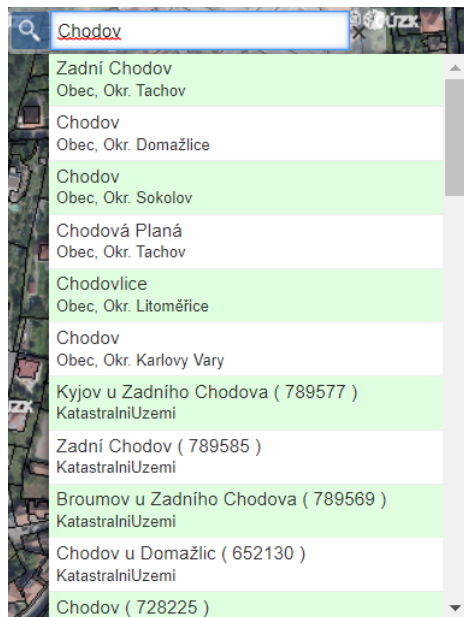 Chodov
Zadní Chodov
Obec, Okr. Tachov
Chodov
Obec, Okr. Domažlice
Chodov
Obec, Okr. Sokolov
Chodová Planá
Obec, Okr. Tachov
Chodovlice
Obec, Okr. Litoměřice
Chodov
Obec, Okr. Karlovy Vary
Kyjov u Zadního Chodova ( 789577 )
KatastralniUzemi
Zadní Chodov ( 789585 )
KatastralniUzemi
Broumov u Zadního Chodova ( 789569 )
KatastralniUzemi
Chodov u Domažlic ( 652130 )
KatastralniUzemi
Chodov ( 728225 )